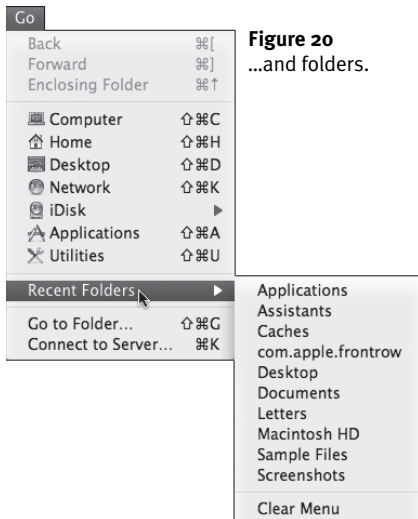 Go
Back ⌘[
Forward ⌘]
Enclosing Folder ⌘↑
Computer ⇧⌘C
Home ⇧⌘H
Desktop ⇧⌘D
Network ⇧⌘K
iDisk ▶
Applications ⇧⌘A
Utilities ⇧⌘U
Recent Folders ▶
Go to Folder... ⇧⌘G
Connect to Server... ⌘K
Applications
Assistants
Caches
com.apple.frontrow
Desktop
Documents
Letters
Macintosh HD
Sample Files
Screenshots
Clear Menu
Figure 20
...and folders.